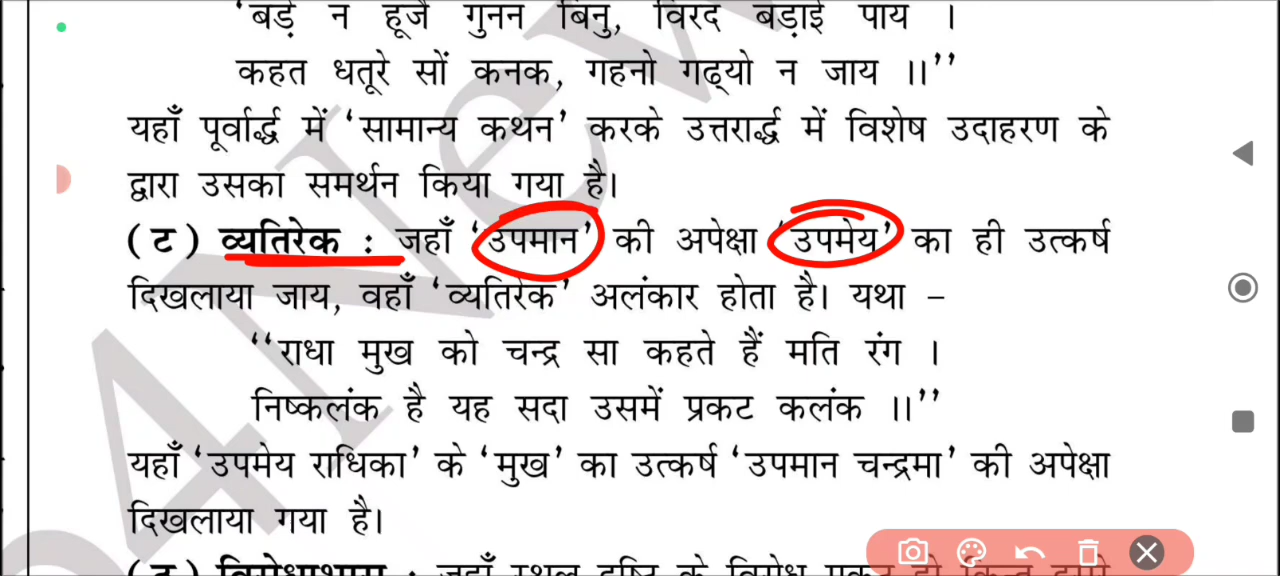 ‘बड़े न हूजे गुनन बिनु, विरद बड़ाई पाय ।
कहत धतूरे सों कनक, गहनो गढ़्यो न जाय ।।’’
यहाँ पूर्वार्द्ध में ‘सामान्य कथन’ करके उत्तरार्द्ध में विशेष उदाहरण के
द्वारा उसका समर्थन किया गया है।
(ट) व्यतिरेक : जहाँ ‘उपमान’ की अपेक्षा ‘उपमेय’ का ही उत्कर्ष
दिखलाया जाय, वहाँ ‘व्यतिरेक’ अलंकार होता है। यथा –
‘‘राधा मुख को चन्द्र सा कहते हैं मति रंग ।
निष्कलंक है यह सदा उसमें प्रकट कलंक ।।’’
यहाँ ‘उपमेय राधिका’ के ‘मुख’ का उत्कर्ष ‘उपमान चन्द्रमा’ की अपेक्षा
दिखलाया गया है।
विरोधाभास : जहाँ स्थूल दृष्टि के विरोध प्रकट हो किन्तु